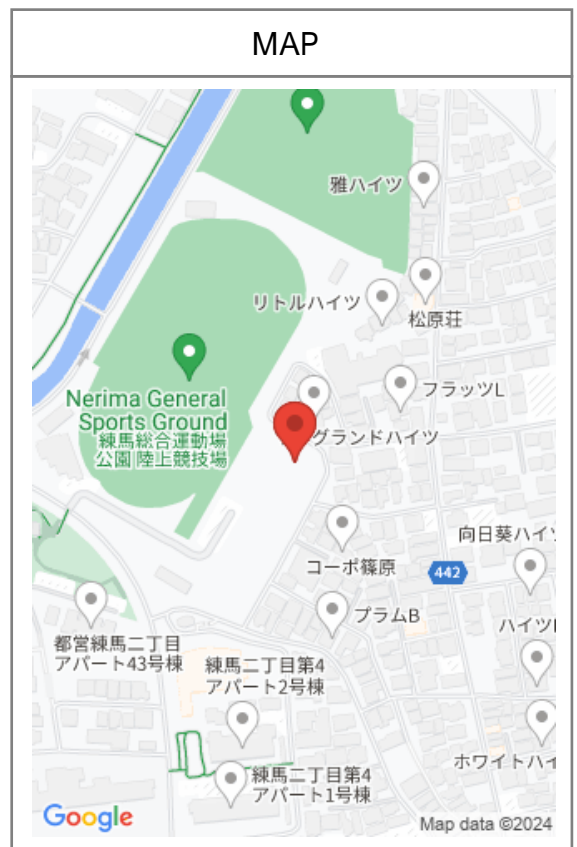 MAP
雅ハイツ
リトルハイツ
松原荘
フラッツL
Nerima General
Sports Ground
練馬総合運動場
公園 陸上競技場
グランドハイツ
向日葵ハイツ
コーポ篠原
442
プラムB
ハイツ
都営練馬二丁目
アパート43号棟
練馬二丁目第4
アパート2号棟
ホワイトハイ
練馬二丁目第4
アパート1号棟
Google
Map data ©2024